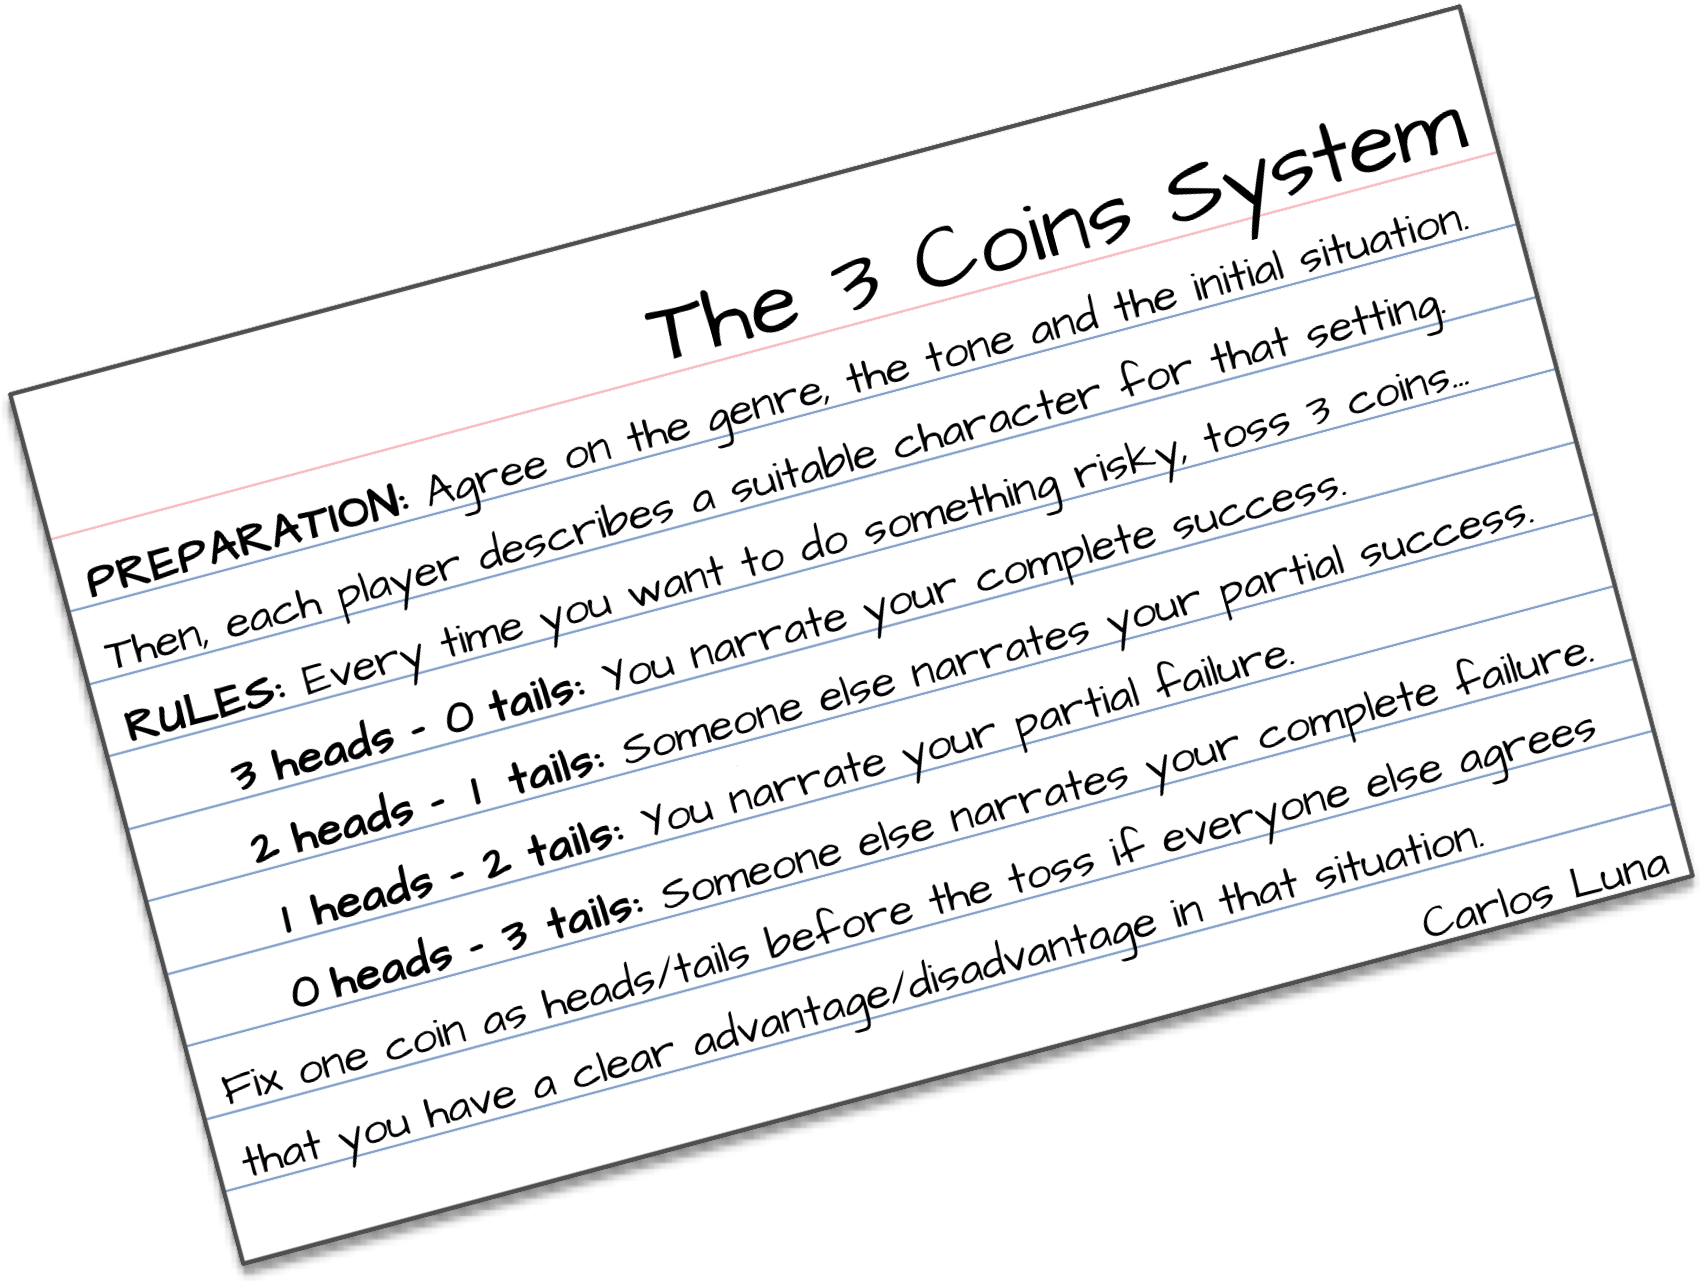 The 3 Coins System
PREPARATION: Agree on the genre, the tone and the initial situation.
Then, each player describes a suitable character for that setting.
RULES: Every time you want to do something risky, toss 3 coins...
3 heads - 0 tails: You narrate your complete success.
2 heads - 1 tails: Someone else narrates your partial success.
1 heads - 2 tails: You narrate your partial failure.
0 heads - 3 tails: Someone else narrates your complete failure.
Fix one coin as heads/tails before the toss if everyone else agrees
that you have a clear advantage/disadvantage in that situation.
Carlos Luna